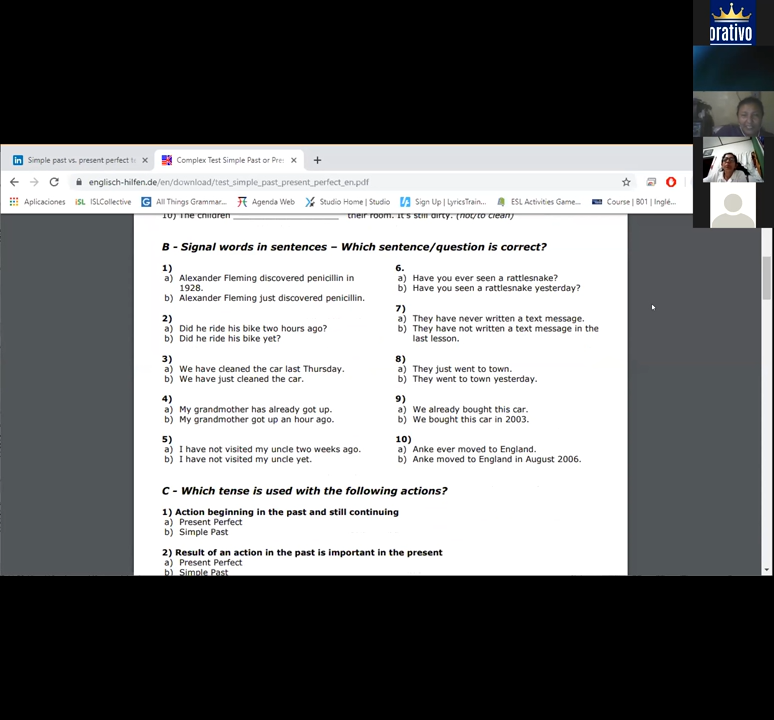 orativo
Simple past vs. present perfect te
Complex Test Simple Past or Pres
englisch-hilfen.de/en/download/test_simple_past_present_perfect_en.pdf
Aplicaciones iSL ISLCollective All Things Grammar... Agenda Web Studio Home | Studio Sign Up | LyricsTrain... ESL Activities Game... Course | B01 | Inglé...
10) The children ____________________ their room. It's still dirty. (not/to clean)
B - Signal words in sentences – Which sentence/question is correct?
1)
a) Alexander Fleming discovered penicillin in
1928.
b) Alexander Fleming just discovered penicillin.
2)
a) Did he ride his bike two hours ago?
b) Did he ride his bike yet?
3)
a) We have cleaned the car last Thursday.
b) We have just cleaned the car.
4)
a) My grandmother has already got up.
b) My grandmother got up an hour ago.
5)
a) I have not visited my uncle two weeks ago.
b) I have not visited my uncle yet.
6.
a) Have you ever seen a rattlesnake?
b) Have you seen a rattlesnake yesterday?
7)
a) They have never written a text message.
b) They have not written a text message in the
last lesson.
8)
a) They just went to town.
b) They went to town yesterday.
9)
a) We already bought this car.
b) We bought this car in 2003.
10)
a) Anke ever moved to England.
b) Anke moved to England in August 2006.
C - Which tense is used with the following actions?
1) Action beginning in the past and still continuing
a) Present Perfect
b) Simple Past
2) Result of an action in the past is important in the present
a) Present Perfect
b) Simple Past